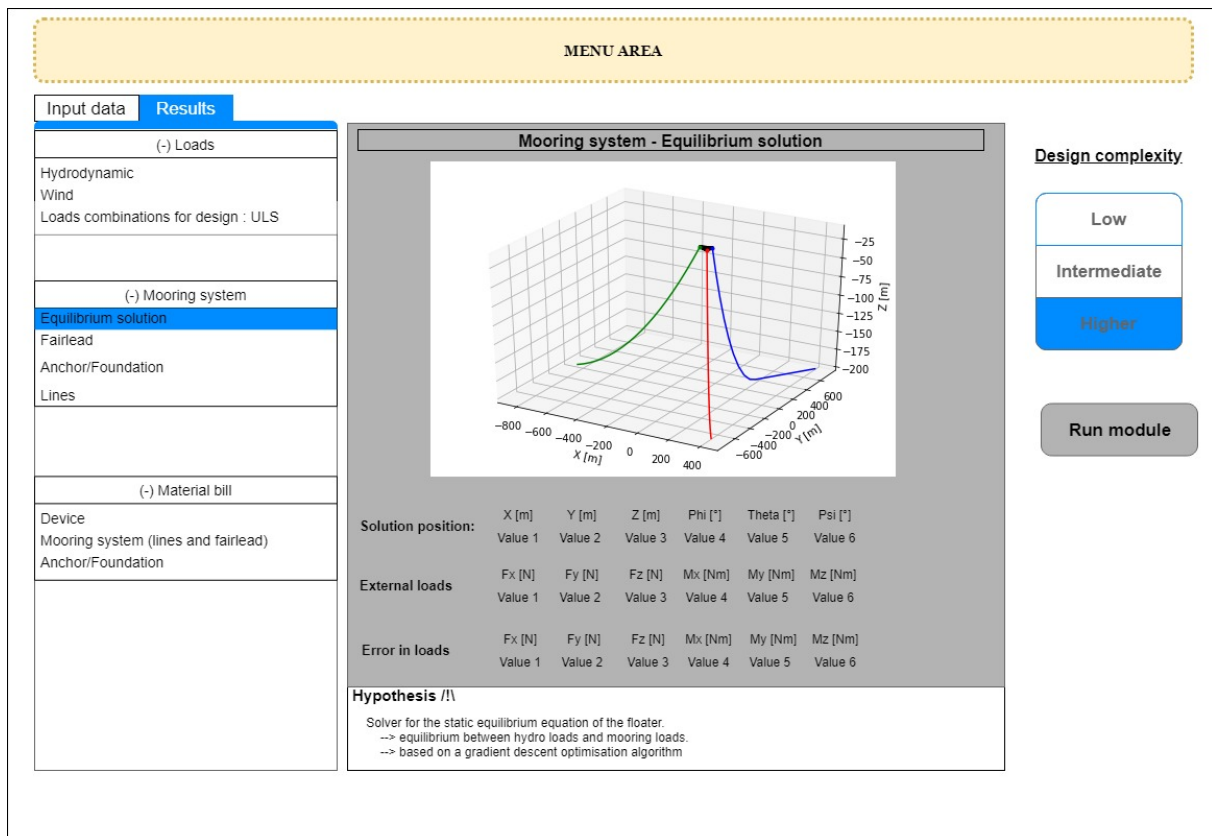 MENU AREA
Input data
Results
(-) Loads
Hydrodynamic
Wind
Loads combinations for design : ULS
(-) Mooring system
Equilibrium solution
Fairlead
Anchor/Foundation
Lines
(-) Material bill
Device
Mooring system (lines and fairlead)
Anchor/Foundation
Mooring system - Equilibrium solution
−25
−50
−75
−100
−125
−150
−175
−200
Z [m]
600
400
200
0
−200
−400
−600
Y [m]
−800
−600
−400
−200
0
200
400
X [m]
Solution position:
X [m] Y [m] Z [m] Phi [°] Theta [°] Psi [°]
Value 1 Value 2 Value 3 Value 4 Value 5 Value 6
External loads
Fx [N] Fy [N] Fz [N] Mx [Nm] My [Nm] Mz [Nm]
Value 1 Value 2 Value 3 Value 4 Value 5 Value 6
Error in loads
Fx [N] Fy [N] Fz [N] Mx [Nm] My [Nm] Mz [Nm]
Value 1 Value 2 Value 3 Value 4 Value 5 Value 6
Hypothesis /!\
Solver for the static equilibrium equation of the floater.
--> equilibrium between hydro loads and mooring loads.
--> based on a gradient descent optimisation algorithm
Design complexity
Low
Intermediate
Higher
Run module